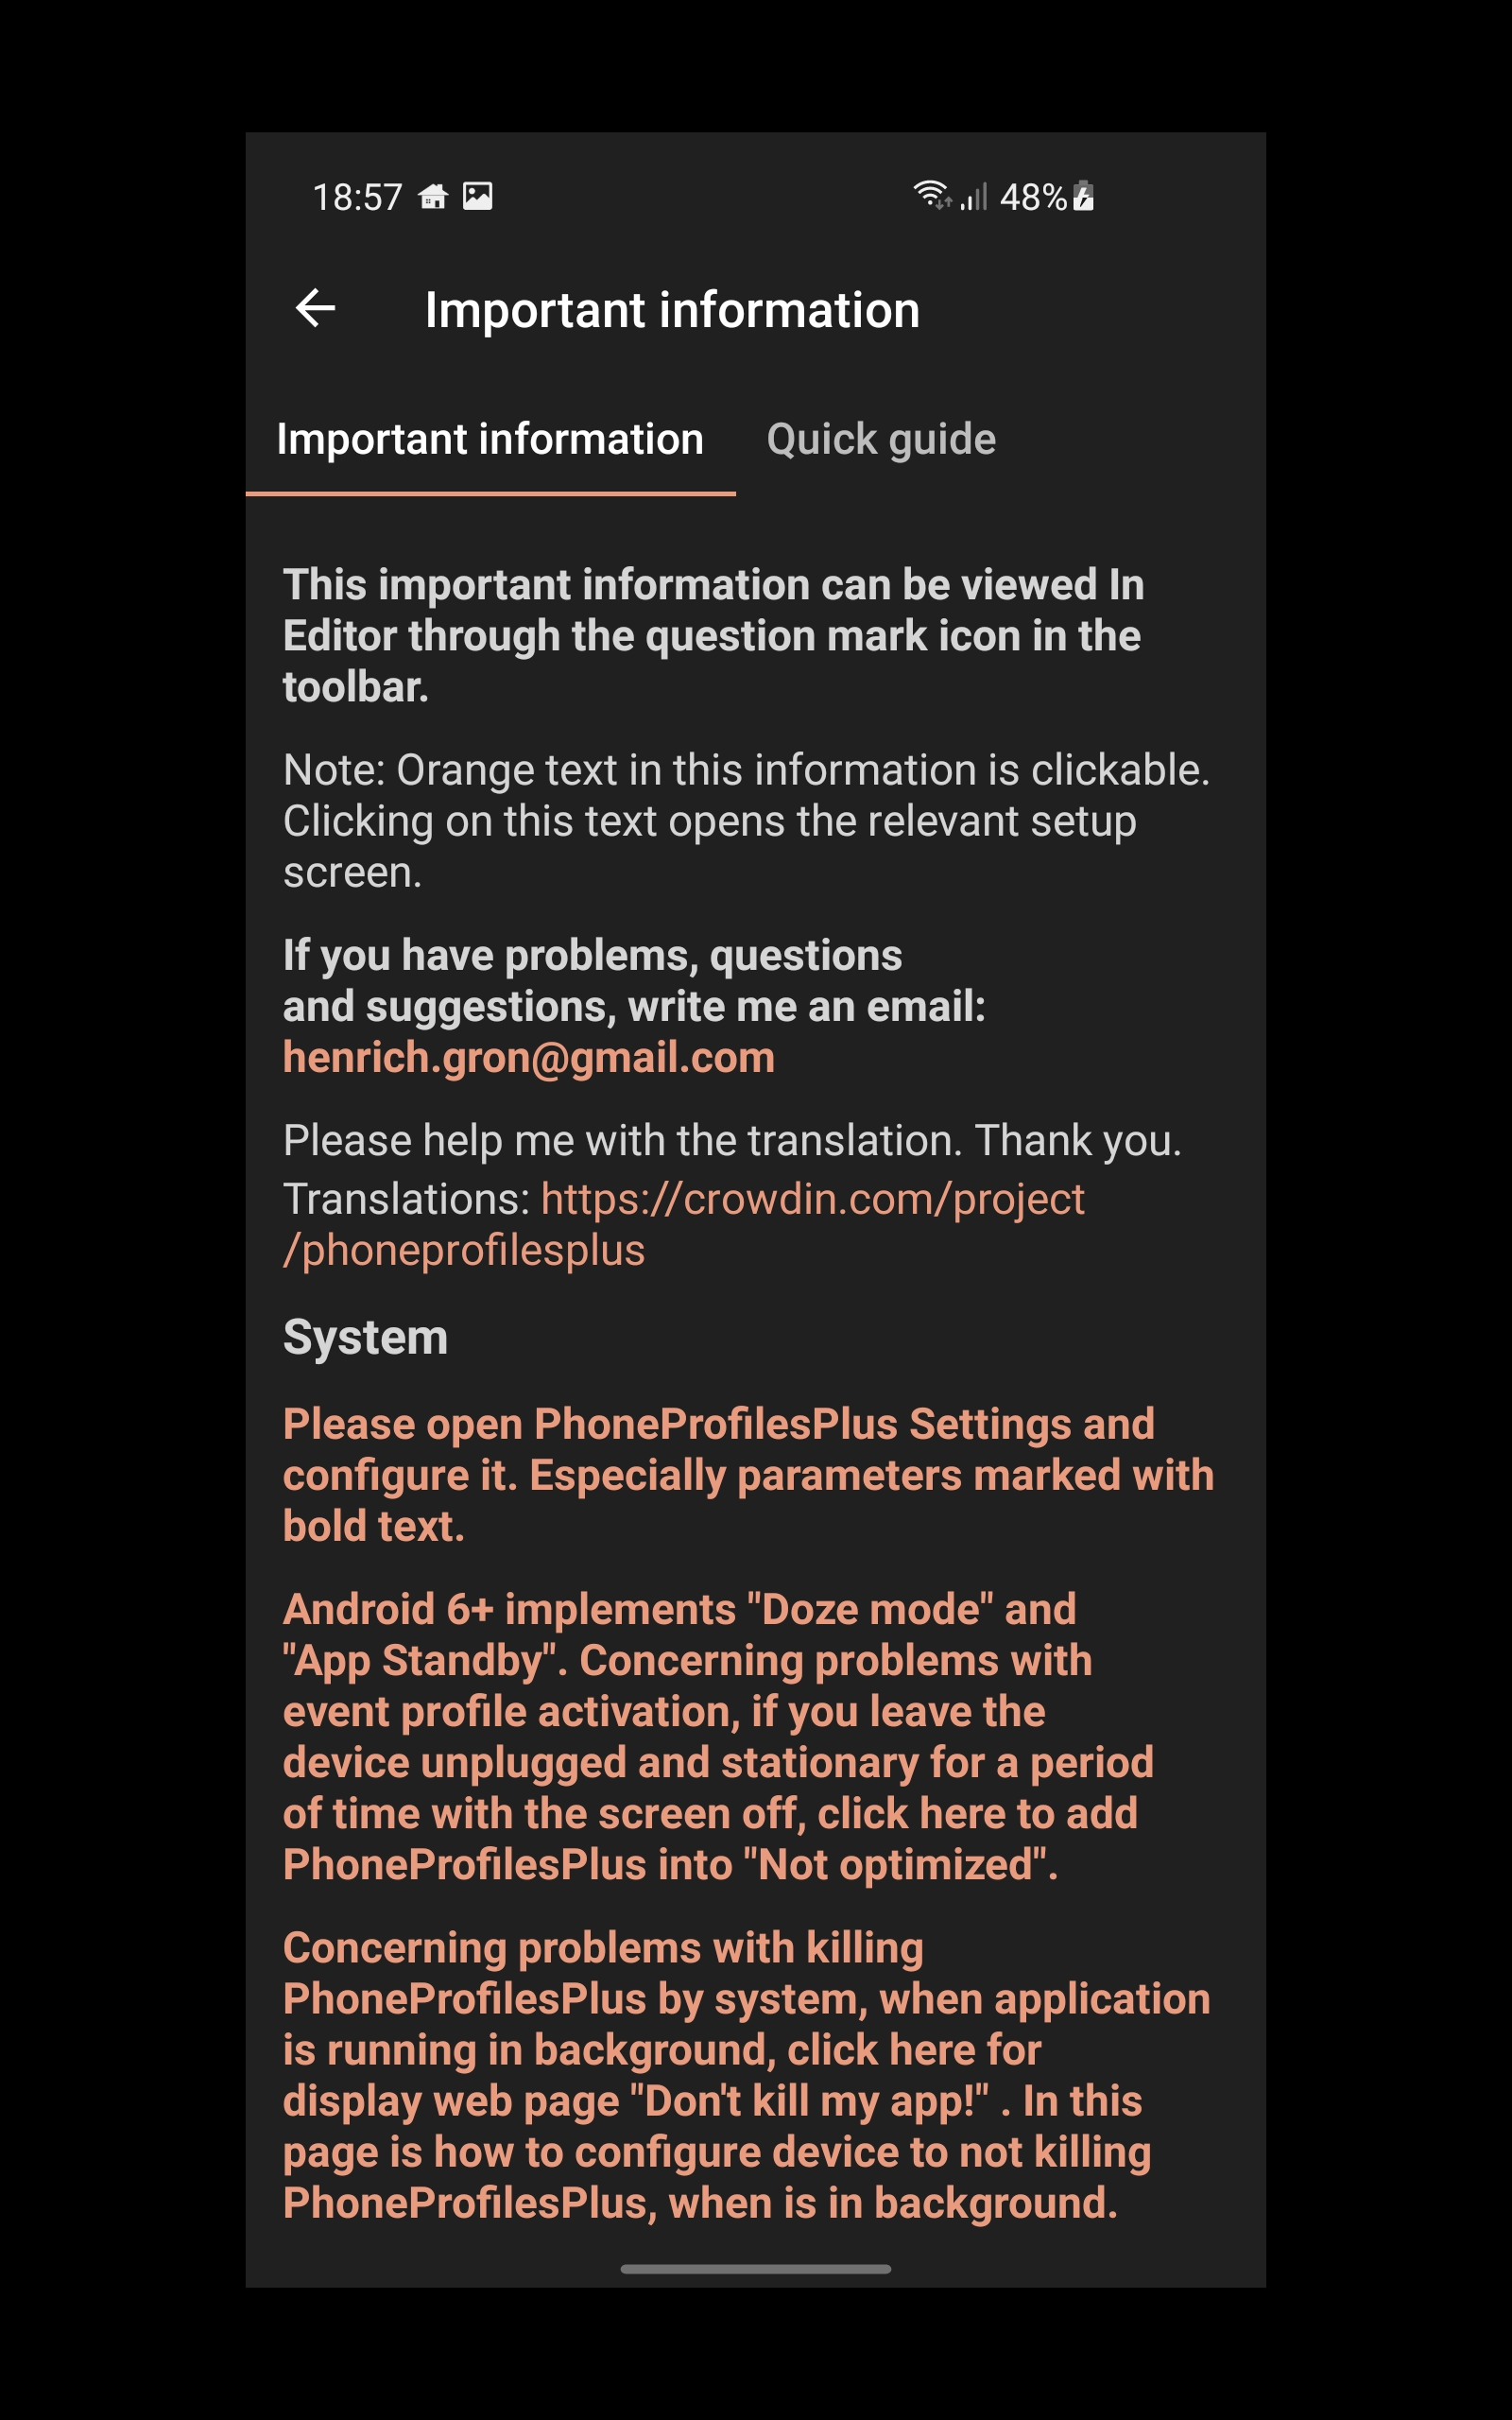 18:57
48%
Important information
Important information
Quick guide
This important information can be viewed In
Editor through the question mark icon in the
toolbar.
Note: Orange text in this information is clickable.
Clicking on this text opens the relevant setup
screen.
If you have problems, questions
and suggestions, write me an email:
henrich.gron@gmail.com
Please help me with the translation. Thank you.
Translations: https://crowdin.com/project
/phoneprofilesplus
System
Please open PhoneProfilesPlus Settings and
configure it. Especially parameters marked with
bold text.
Android 6+ implements "Doze mode" and
"App Standby". Concerning problems with
event profile activation, if you leave the
device unplugged and stationary for a period
of time with the screen off, click here to add
PhoneProfilesPlus into "Not optimized".
Concerning problems with killing
PhoneProfilesPlus by system, when application
is running in background, click here for
display web page "Don't kill my app!" . In this
page is how to configure device to not killing
PhoneProfilesPlus, when is in background.